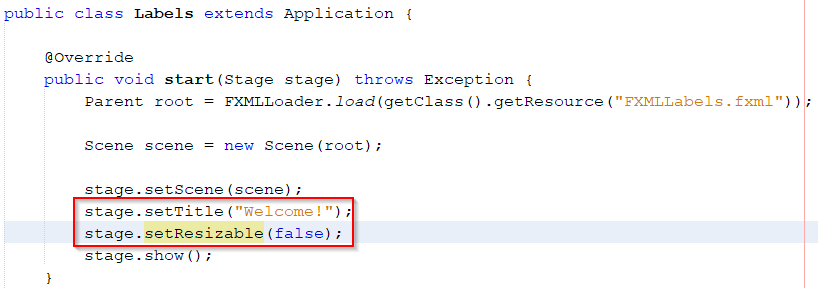 public class Labels extends Application {
@Override
public void start(Stage stage) throws Exception {
Parent root = FXMLLoader.load(getClass().getResource("FXMLLabels.fxml"));
Scene scene = new Scene(root);
stage.setScene(scene);
stage.setTitle("Welcome!");
stage.setResizable(false);
stage.show();
}